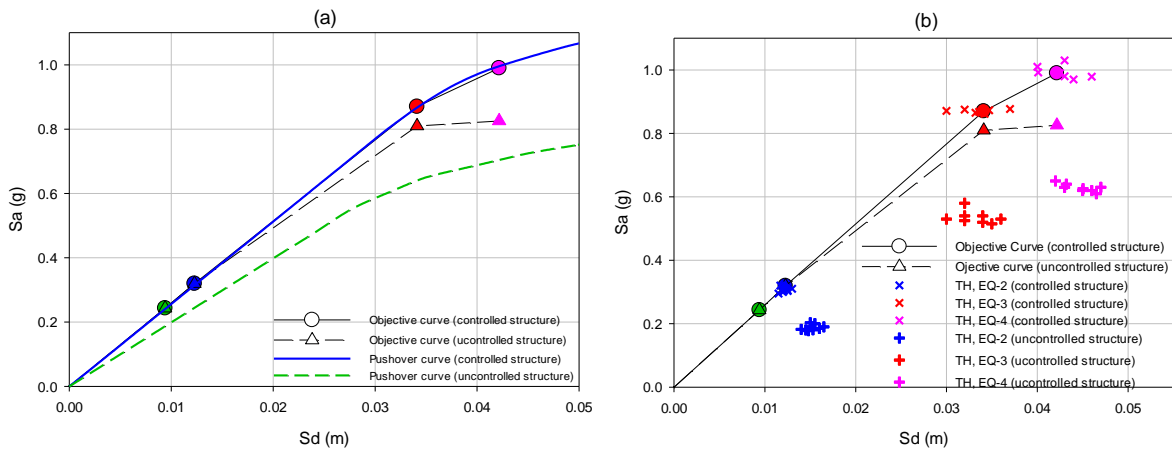 (a)
Sa (g)
1.0
0.8
0.6
0.4
0.2
0.0
0.00
0.01
0.02
0.03
0.04
0.05
Sd (m)
Objective curve (controlled structure)
Objective curve (ucontrolled structure)
Pushover curve (controlled structure)
Pushover curve (uncontrolled structure)
(b)
Sa (g)
1.0
0.8
0.6
0.4
0.2
0.0
0.00
0.01
0.02
0.03
0.04
0.05
Sd (m)
Objective Curve (controlled structure)
Ojective curve (uncontrolled structure)
TH, EQ-2 (controlled structure)
TH, EQ-3 (controlled structure)
TH, EQ-4 (controlled structure)
TH, EQ-2 (uncontrolled structure)
TH, EQ-3 (ucontrolled structure)
TH, EQ-4 (ucontrolled structure)